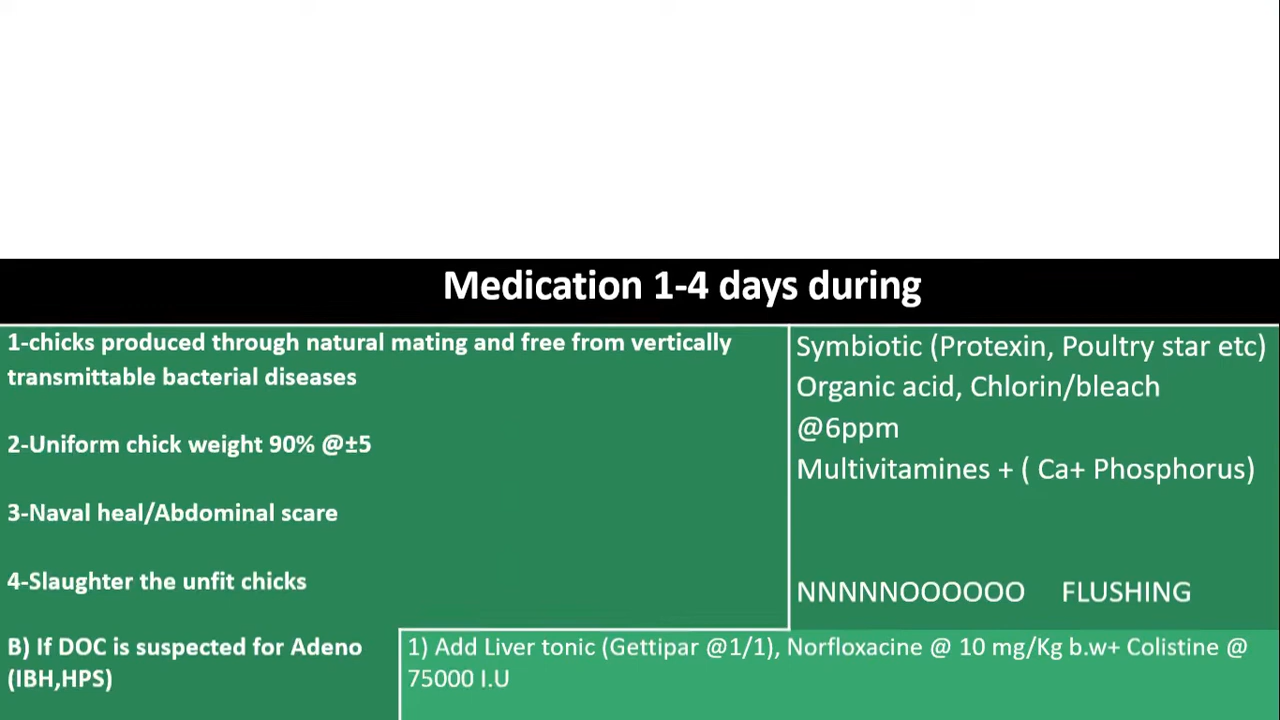 Medication 1-4 days during
1-chicks produced through natural mating and free from vertically
transmittable bacterial diseases
2-Uniform chick weight 90% @±5
3-Naval heal/Abdominal scare
4-Slaughter the unfit chicks
Symbiotic (Protexin, Poultry star etc)
Organic acid, Chlorin/bleach
@6ppm
Multivitamines + ( Ca+ Phosphorus)
NNNNNOOOOOO FLUSHING
B) If DOC is suspected for Adeno
(IBH,HPS)
1) Add Liver tonic (Gettipar @1/1), Norfloxacine @ 10 mg/Kg b.w+ Colistine @
75000 I.U